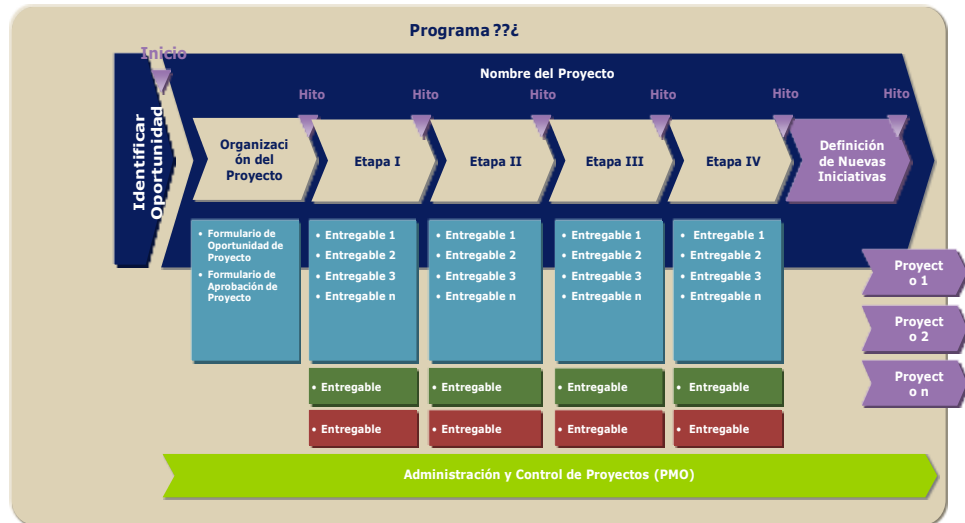 Programa ??¿
Inicio
Nombre del Proyecto
Hito
Hito
Hito
Hito
Hito
Hito
Identificar
Oportunidad
Organizaci
ón del
Proyecto
Etapa I
Etapa II
Etapa III
Etapa IV
Definición
de Nuevas
Iniciativas
• Formulario de
Oportunidad de
Proyecto
• Formulario de
Aprobación de
Proyecto
• Entregable 1
• Entregable 2
• Entregable 3
• Entregable n
• Entregable 1
• Entregable 2
• Entregable 3
• Entregable n
• Entregable 1
• Entregable 2
• Entregable 3
• Entregable n
• Entregable 1
• Entregable 2
• Entregable 3
• Entregable n
Proyect
o 1
Proyect
o 2
Proyect
o n
• Entregable
• Entregable
• Entregable
• Entregable
• Entregable
• Entregable
• Entregable
• Entregable
Administración y Control de Proyectos (PMO)